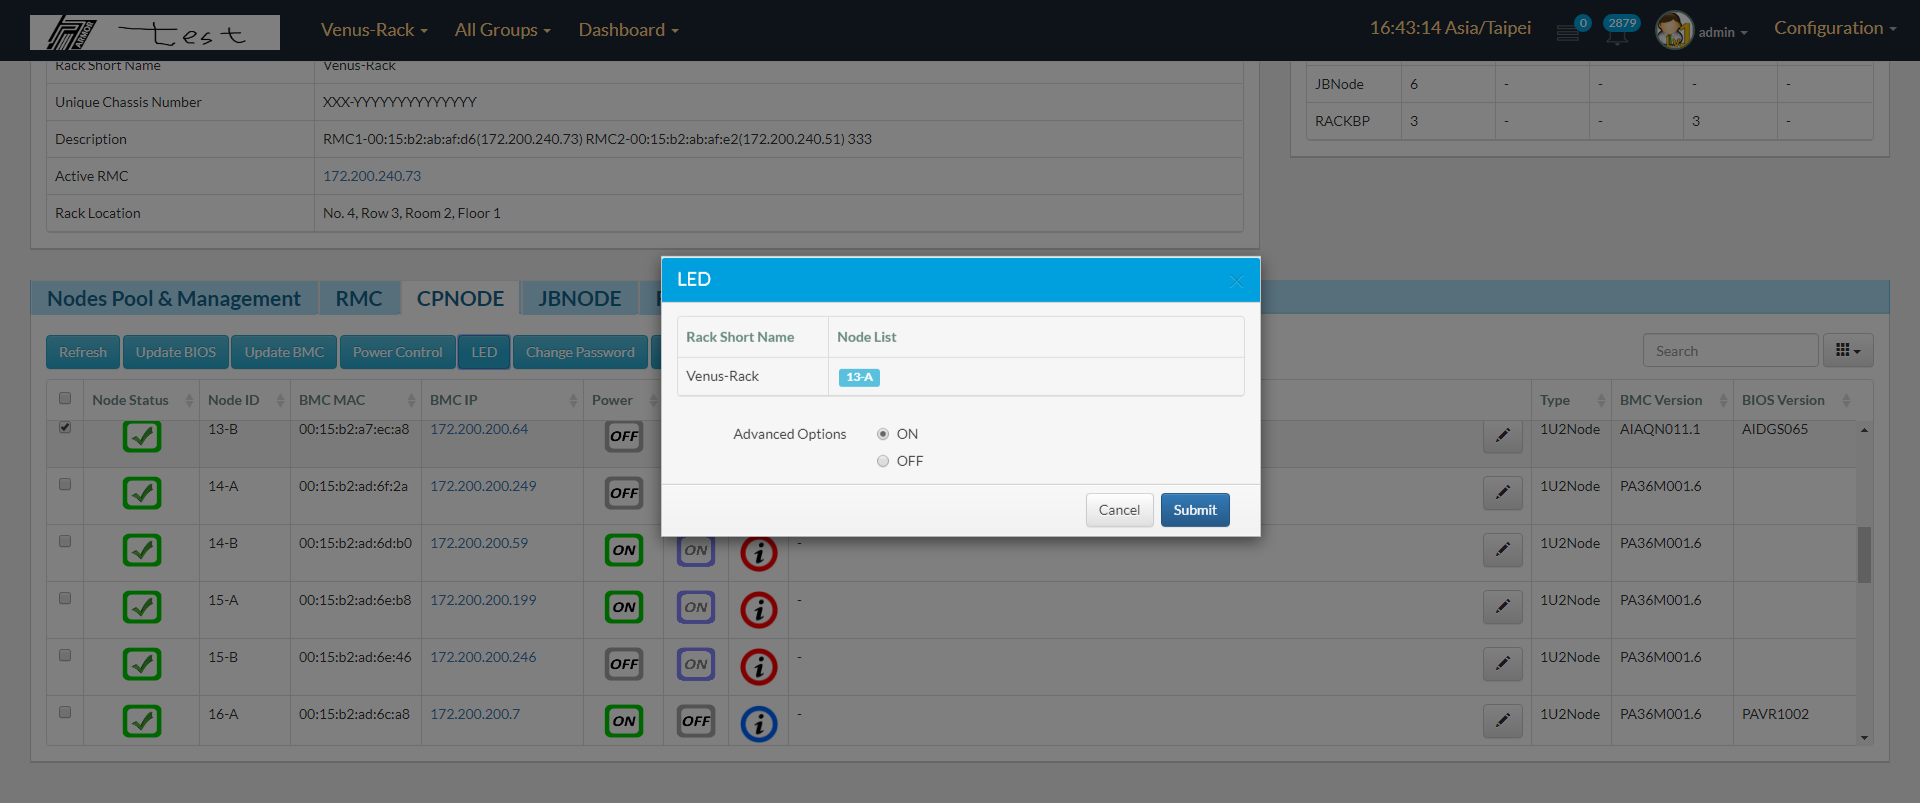 ARMOR test Venus-Rack All Groups Dashboard 16:43:14 Asia/Taipei 0 2879 admin Configuration
Rack Short Name Venus-Rack
Unique Chassis Number XXX-YYYYYYYYYYYYYY
Description RMC1-00:15:b2:ab:af:d6(172.200.240.73) RMC2-00:15:b2:ab:af:e2(172.200.240.51) 333
Active RMC 172.200.240.73
Rack Location No. 4, Row 3, Room 2, Floor 1
JBNode 6 - - - -
RACKBP 3 - - 3 -
Nodes Pool & Management RMC CPNODE JBNODE
Refresh Update BIOS Update BMC Power Control LED Change Password
Search
Node Status Node ID BMC MAC BMC IP Power Type BMC Version BIOS Version
13-B 00:15:b2:a7:ec:a8 172.200.200.64 OFF 1U2Node AIAQN011.1 AIDGS065
14-A 00:15:b2:ad:6f:2a 172.200.200.249 OFF 1U2Node PA36M001.6
14-B 00:15:b2:ad:6d:b0 172.200.200.59 ON ON i - 1U2Node PA36M001.6
15-A 00:15:b2:ad:6e:b8 172.200.200.199 ON ON i - 1U2Node PA36M001.6
15-B 00:15:b2:ad:6e:46 172.200.200.246 OFF ON i - 1U2Node PA36M001.6
16-A 00:15:b2:ad:6c:a8 172.200.200.7 ON OFF i - 1U2Node PA36M001.6 PAVR1002
LED
Rack Short Name Node List
Venus-Rack 13-A
Advanced Options ON
OFF
Cancel Submit